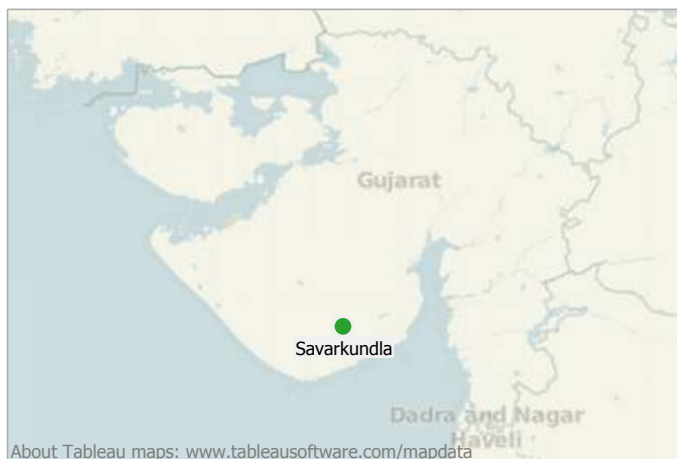 Gujarat
Savarkundla
Dadra and Nagar
Haveli
About Tableau maps: www.tableausoftware.com/mapdata